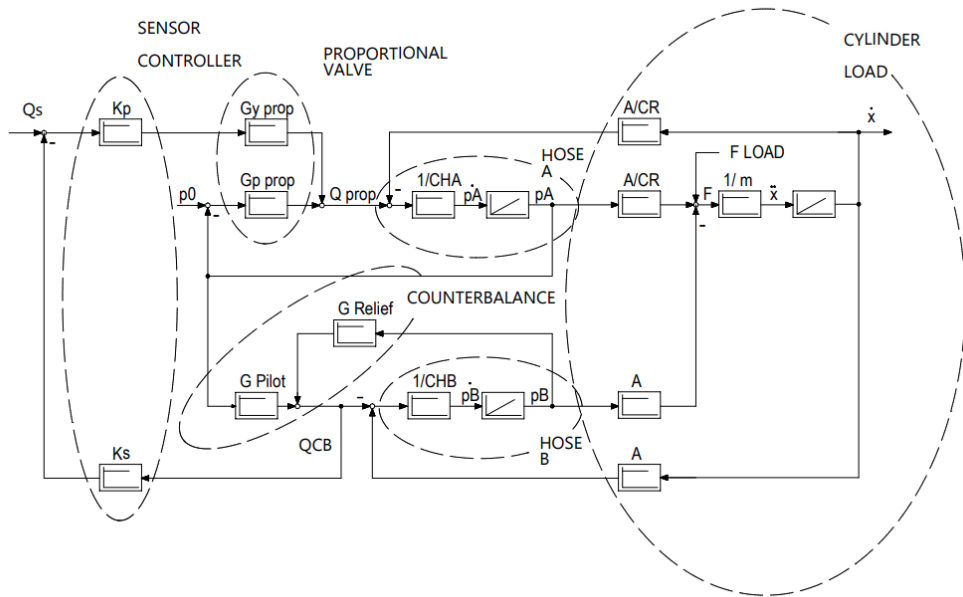 SENSOR
CONTROLLER
PROPORTIONAL
VALVE
CYLINDER
LOAD
Qs
-
Kp
Gy prop
A/CR
ẋ
HOSE
A
F LOAD
p0
-
Gp prop
Q prop
-
1/CHA
ṗA
pA
A/CR
F
-
1/ m
ẍ
COUNTERBALANCE
G Relief
G Pilot
QCB
-
1/CHB
ṗB
pB
A
HOSE
B
Ks
A